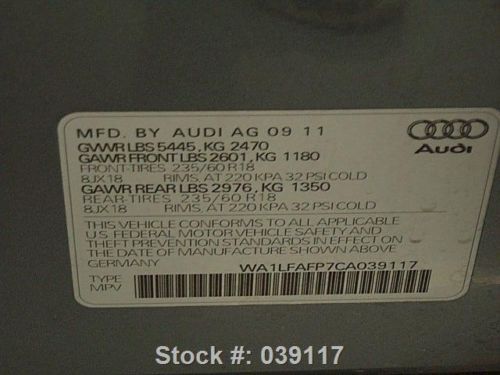 MFD. BY AUDI AG 09 11
GVWR LBS 5445, KG 2470
GAWR FRONT LBS 2601, KG 1180
FRONT-TIRES 235/60 R18
8JX18 RIMS, AT 220 KPA 32 PSI COLD
GAWR REAR LBS 2976, KG 1350
REAR-TIRES 235/60 R18
8JX18 RIMS, AT 220 KPA 32 PSI COLD
THIS VEHICLE CONFORMS TO ALL APPLICABLE
U.S. FEDERAL MOTOR VEHICLE SAFETY AND
THEFT PREVENTION STANDARDS IN EFFECT ON
THE DATE OF MANUFACTURE SHOWN ABOVE.
GERMANY WA1LFAFP7CA039117
TYPE
MPV
Audi
Stock #: 039117